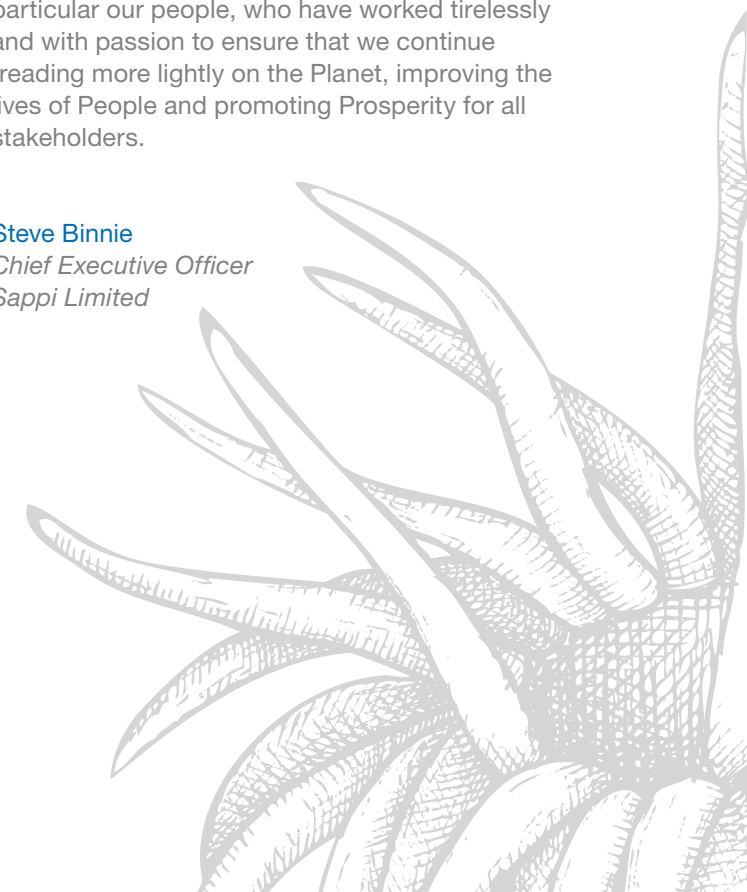 particular our people, who have worked tirelessly
and with passion to ensure that we continue
treading more lightly on the Planet, improving the
lives of People and promoting Prosperity for all
stakeholders.
Steve Binnie
Chief Executive Officer
Sappi Limited